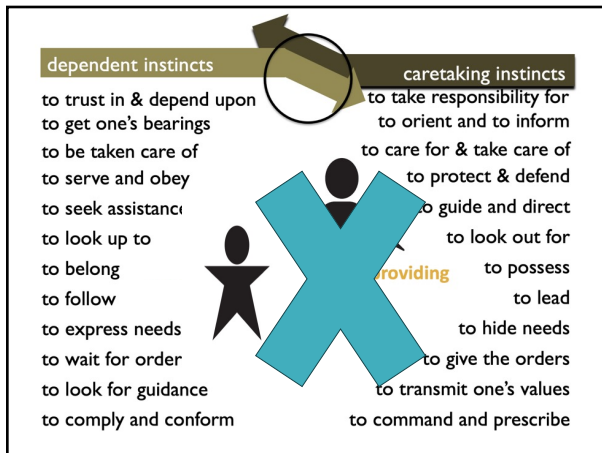 dependent instincts
caretaking instincts
to trust in & depend upon
to get one's bearings
to be taken care of
to serve and obey
to seek assistance
to look up to
to belong
to follow
to express needs
to wait for order
to look for guidance
to comply and conform
to take responsibility for
to orient and to inform
to care for & take care of
to protect & defend
to guide and direct
to look out for
providing
to possess
to lead
to hide needs
to give the orders
to transmit one's values
to command and prescribe